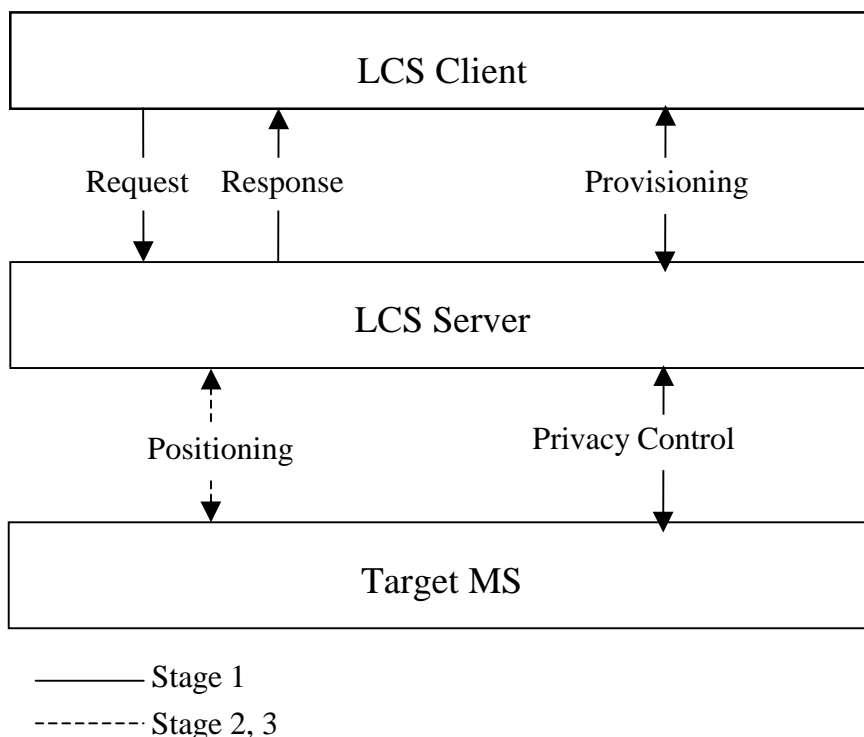 LCS Client
Request Response Provisioning
LCS Server
Positioning Privacy Control
Target MS
Stage 1
Stage 2, 3